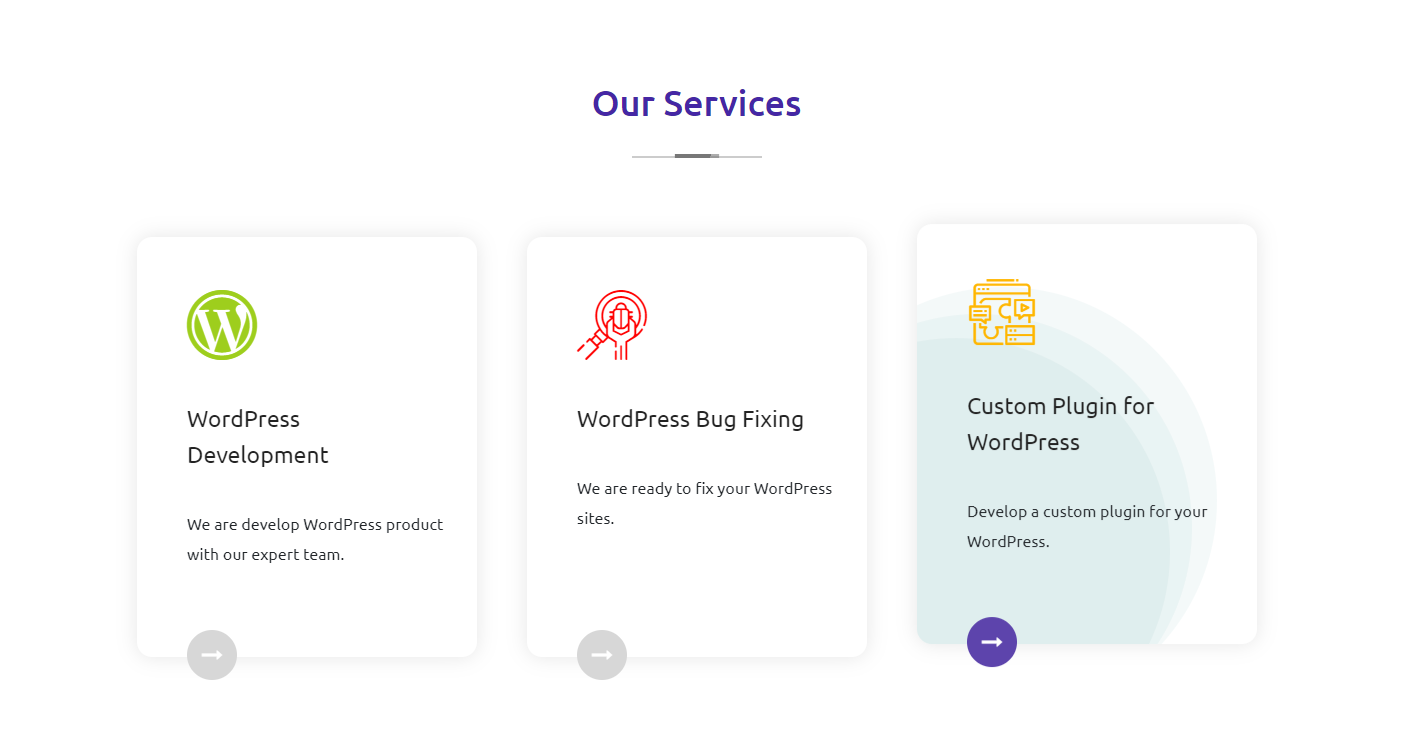 Our Services
WordPress
Development
We are develop WordPress product
with our expert team.
WordPress Bug Fixing
We are ready to fix your WordPress
sites.
Custom Plugin for
WordPress
Develop a custom plugin for your
WordPress.